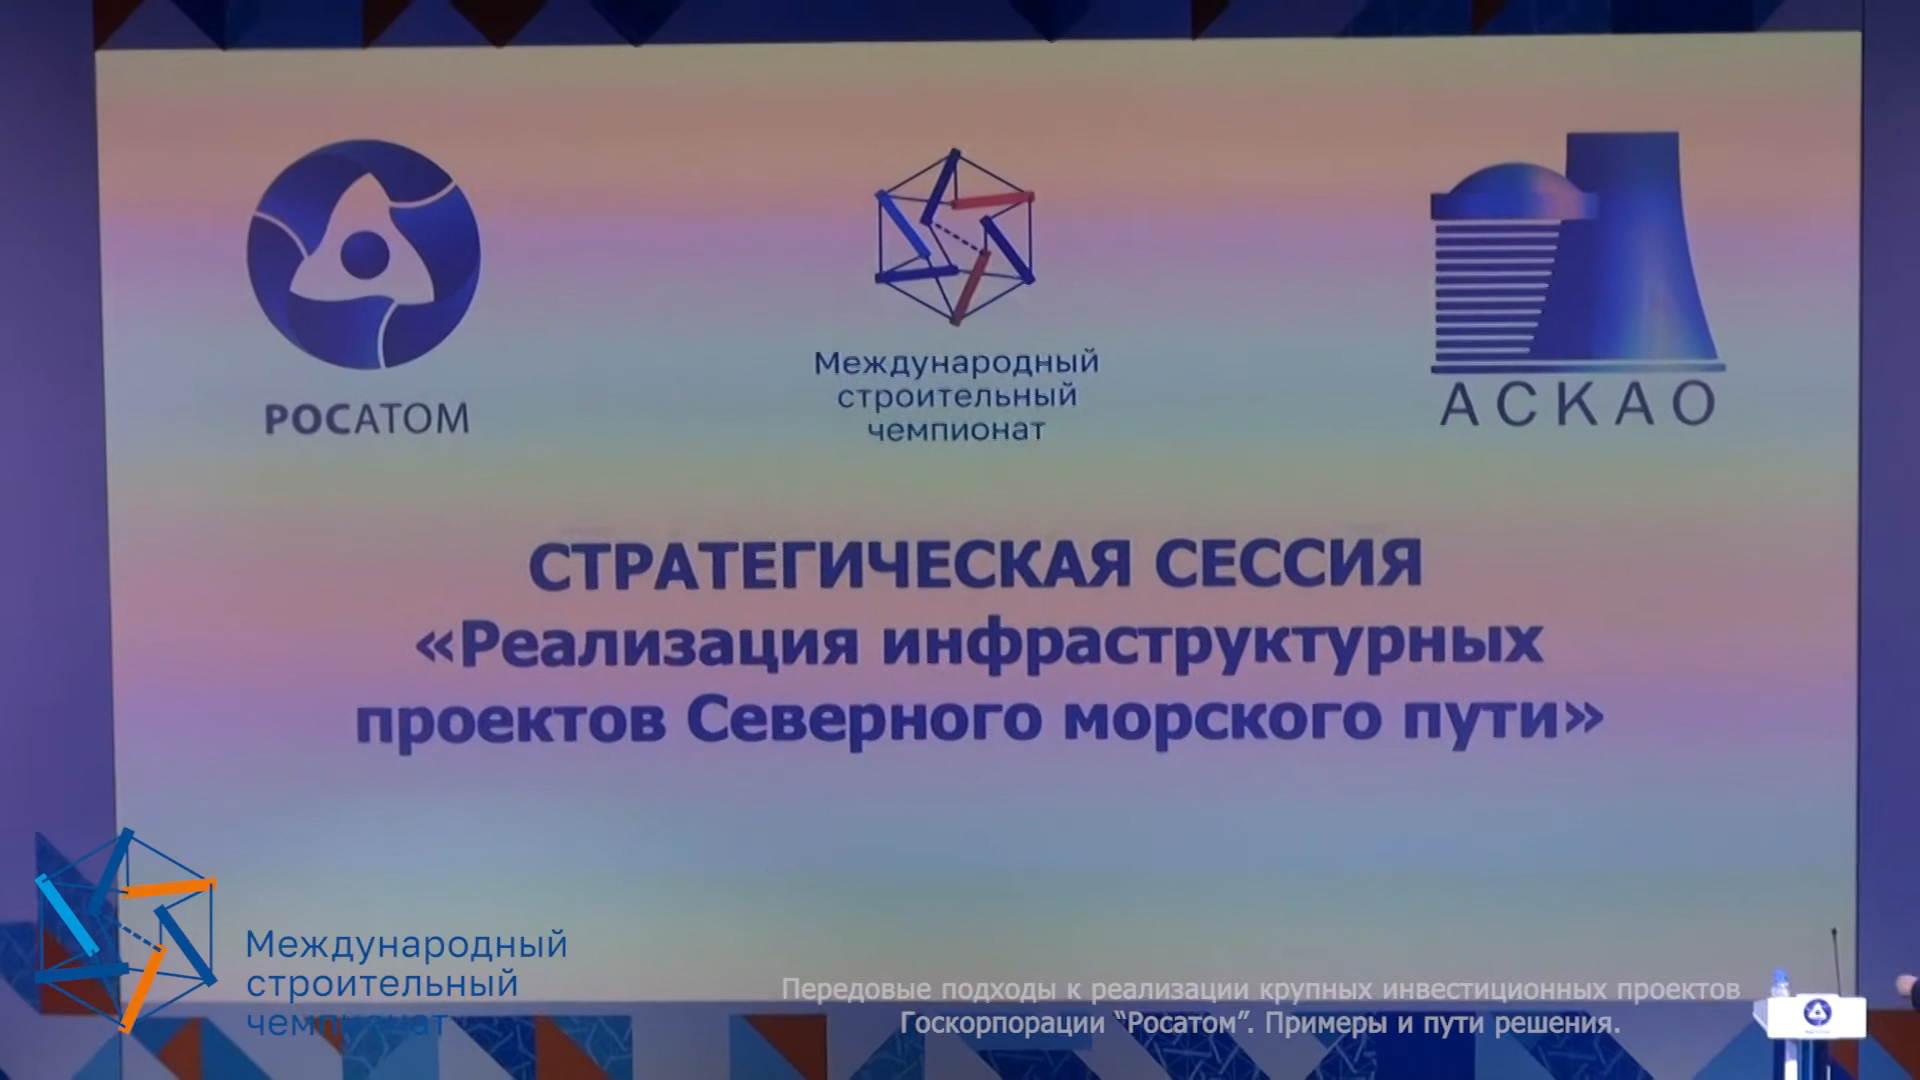 РОСАТОМ
Международный
строительный
чемпионат
АСКАО
СТРАТЕГИЧЕСКАЯ СЕССИЯ
«Реализация инфраструктурных
проектов Северного морского пути»
Международный
строительный
чемпионат
Передовые подходы к реализации крупных инвестиционных проектов
Госкорпорации “Росатом”. Примеры и пути решения.